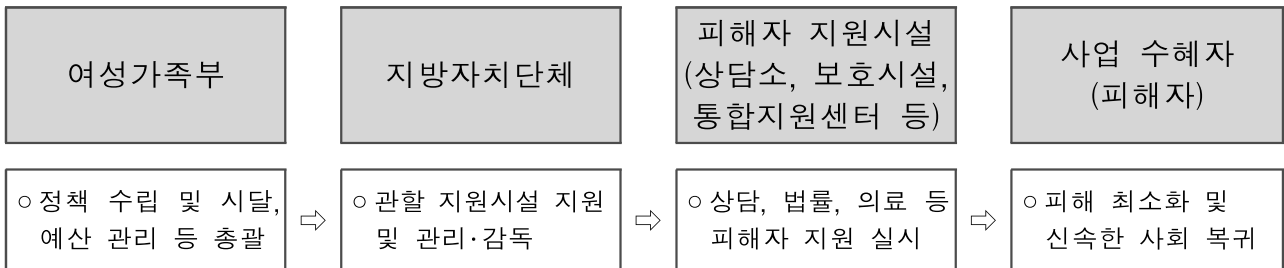 여성가족부
지방자치단체
피해자 지원시설
(상담소, 보호시설,
통합지원센터 등)
사업 수혜자
(피해자)
○ 정책 수립 및 시달,
예산 관리 등 총괄
⇨
○ 관할 지원시설 지원
및 관리·감독
⇨
○ 상담, 법률, 의료 등
피해자 지원 실시
⇨
○ 피해 최소화 및
신속한 사회 복귀